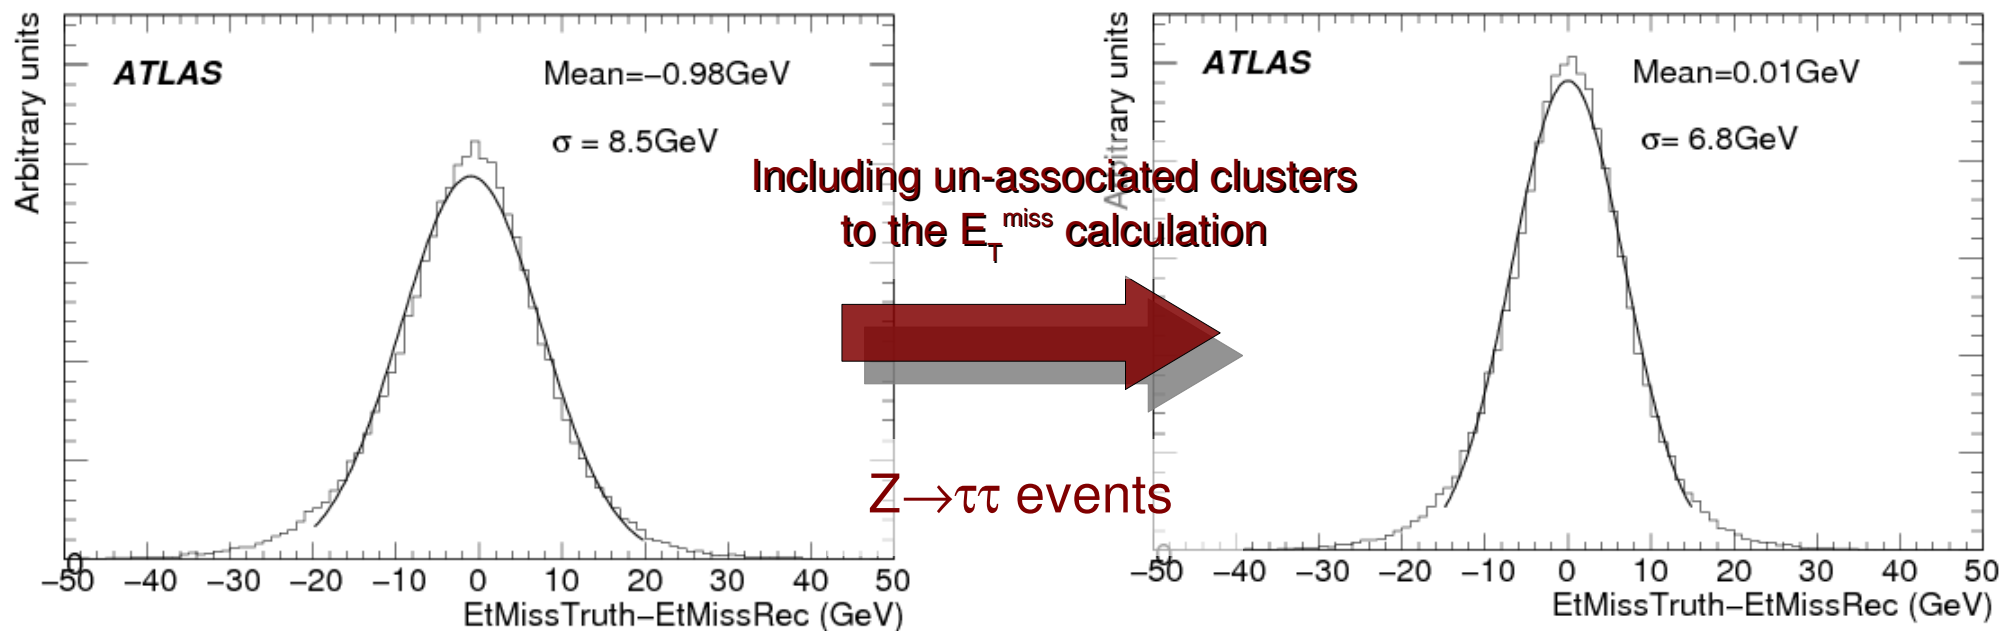 Arbitrary units
ATLAS
Mean=−0.98GeV
σ = 8.5GeV
0
−50 −40 −30 −20 −10 0 10 20 30 40 50
EtMissTruth−EtMissRec (GeV)
Including un-associated clusters
to the E_T^miss calculation
Z→ττ events
Arbitrary units
ATLAS
Mean=0.01GeV
σ= 6.8GeV
0
−50 −40 −30 −20 −10 0 10 20 30 40 50
EtMissTruth−EtMissRec (GeV)